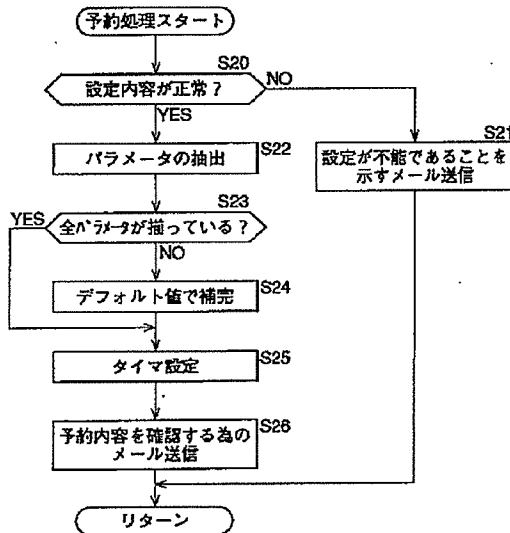 予約処理スタート
S20
設定内容が正常？
NO
YES
S21
設定が不能であることを
示すメール送信
パラメータの抽出
S22
S23
YES
全パラメータが揃っている？
NO
デフォルト値で補完
S24
タイマ設定
S25
予約内容を確認する為の
メール送信
S26
リターン